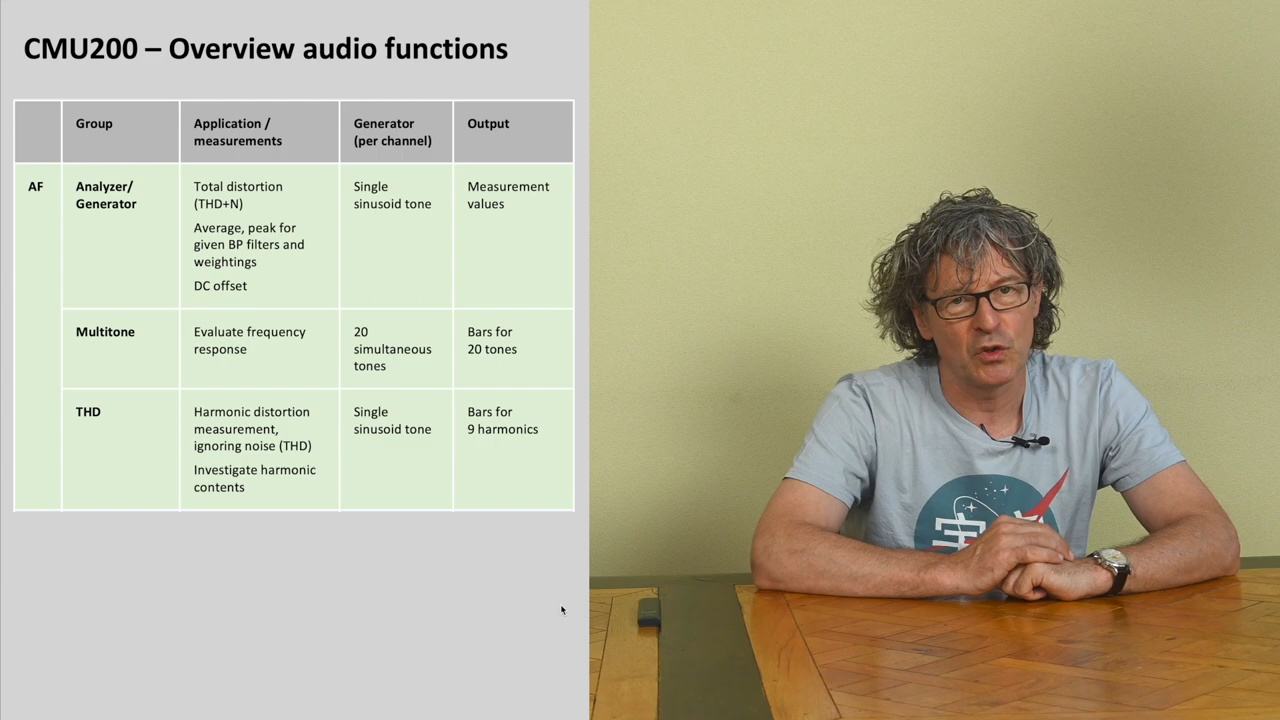 CMU200 – Overview audio functions
Group
Application /
measurements
Generator
(per channel)
Output
AF
Analyzer/
Generator
Total distortion
(THD+N)
Average, peak for
given BP filters and
weightings
DC offset
Single
sinusoid tone
Measurement
values
Multitone
Evaluate frequency
response
20
simultaneous
tones
Bars for
20 tones
THD
Harmonic distortion
measurement,
ignoring noise (THD)
Investigate harmonic
contents
Single
sinusoid tone
Bars for
9 harmonics